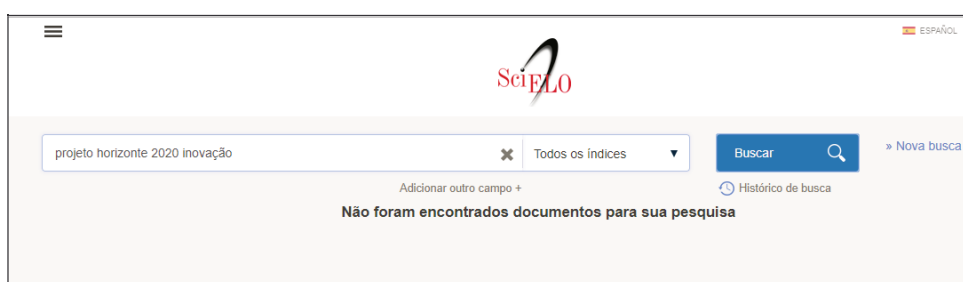 ESPAÑOL
SciELO
projeto horizonte 2020 inovação
Todos os índices
Buscar
» Nova busca
Adicionar outro campo +
Histórico de busca
Não foram encontrados documentos para sua pesquisa